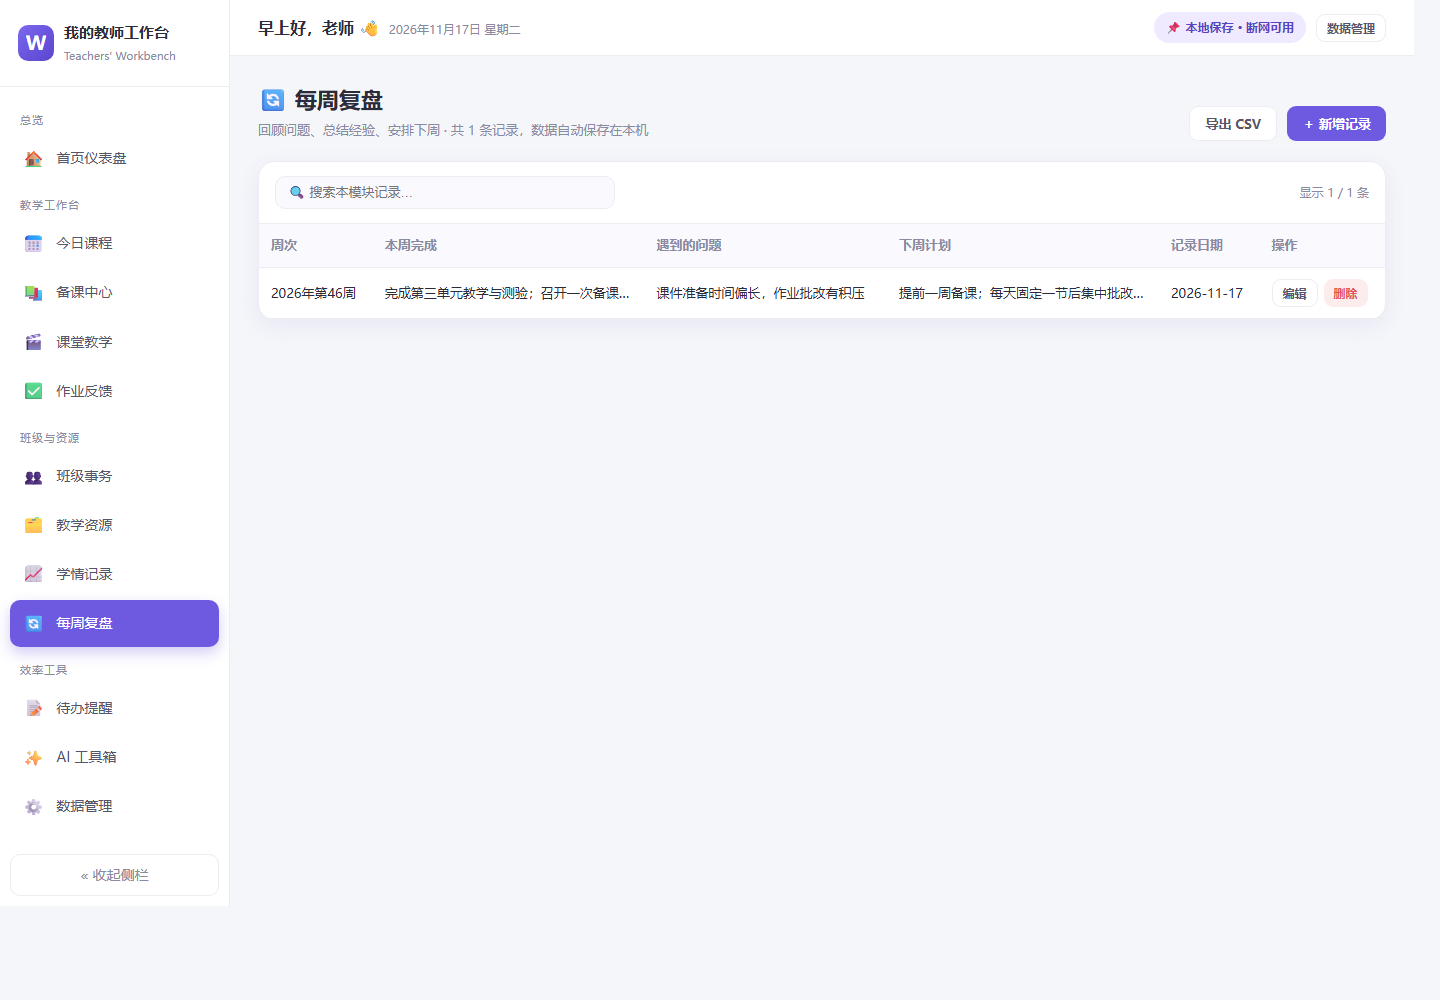 W
我的教师工作台
Teachers' Workbench
总览
首页仪表盘
教学工作台
今日课程
备课中心
课堂教学
作业反馈
班级与资源
班级事务
教学资源
学情记录
每周复盘
效率工具
待办提醒
AI 工具箱
数据管理
« 收起侧栏
早上好，老师 2026年11月17日 星期二
本地保存 • 断网可用
数据管理
每周复盘
回顾问题、总结经验、安排下周 · 共 1 条记录，数据自动保存在本机
导出 CSV
+ 新增记录
搜索本模块记录...
显示 1 / 1 条
周次 本周完成 遇到的问题 下周计划 记录日期 操作
2026年第46周 完成第三单元教学与测验；召开一次备课... 课件准备时间偏长，作业批改有积压 提前一周备课；每天固定一节后集中批改... 2026-11-17 编辑 删除